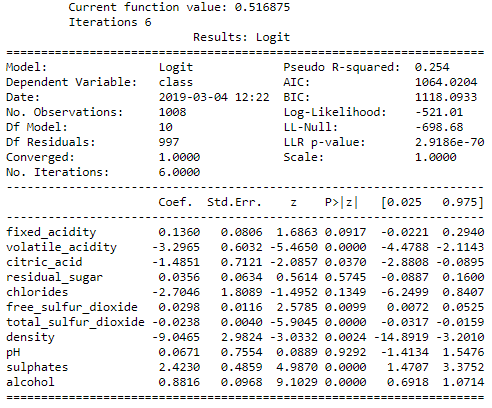 Current function value: 0.516875
Iterations 6
Results: Logit
=================================================================
Model: Logit Pseudo R-squared: 0.254
Dependent Variable: class AIC: 1064.0204
Date: 2019-03-04 12:22 BIC: 1118.0933
No. Observations: 1008 Log-Likelihood: -521.01
Df Model: 10 LL-Null: -698.68
Df Residuals: 997 LLR p-value: 2.9186e-70
Converged: 1.0000 Scale: 1.0000
No. Iterations: 6.0000
-----------------------------------------------------------------
Coef. Std.Err. z P>|z| [0.025 0.975]
-----------------------------------------------------------------
fixed_acidity 0.1360 0.0806 1.6863 0.0917 -0.0221 0.2940
volatile_acidity -3.2965 0.6032 -5.4650 0.0000 -4.4788 -2.1143
citric_acid -1.4851 0.7121 -2.0857 0.0370 -2.8808 -0.0895
residual_sugar 0.0356 0.0634 0.5614 0.5745 -0.0887 0.1600
chlorides -2.7046 1.8089 -1.4952 0.1349 -6.2499 0.8407
free_sulfur_dioxide 0.0298 0.0116 2.5785 0.0099 0.0072 0.0525
total_sulfur_dioxide -0.0238 0.0040 -5.9045 0.0000 -0.0317 -0.0159
density -9.0465 2.9824 -3.0332 0.0024 -14.8919 -3.2010
pH 0.0671 0.7554 0.0889 0.9292 -1.4134 1.5476
sulphates 2.4230 0.4859 4.9870 0.0000 1.4707 3.3752
alcohol 0.8816 0.0968 9.1029 0.0000 0.6918 1.0714
=================================================================